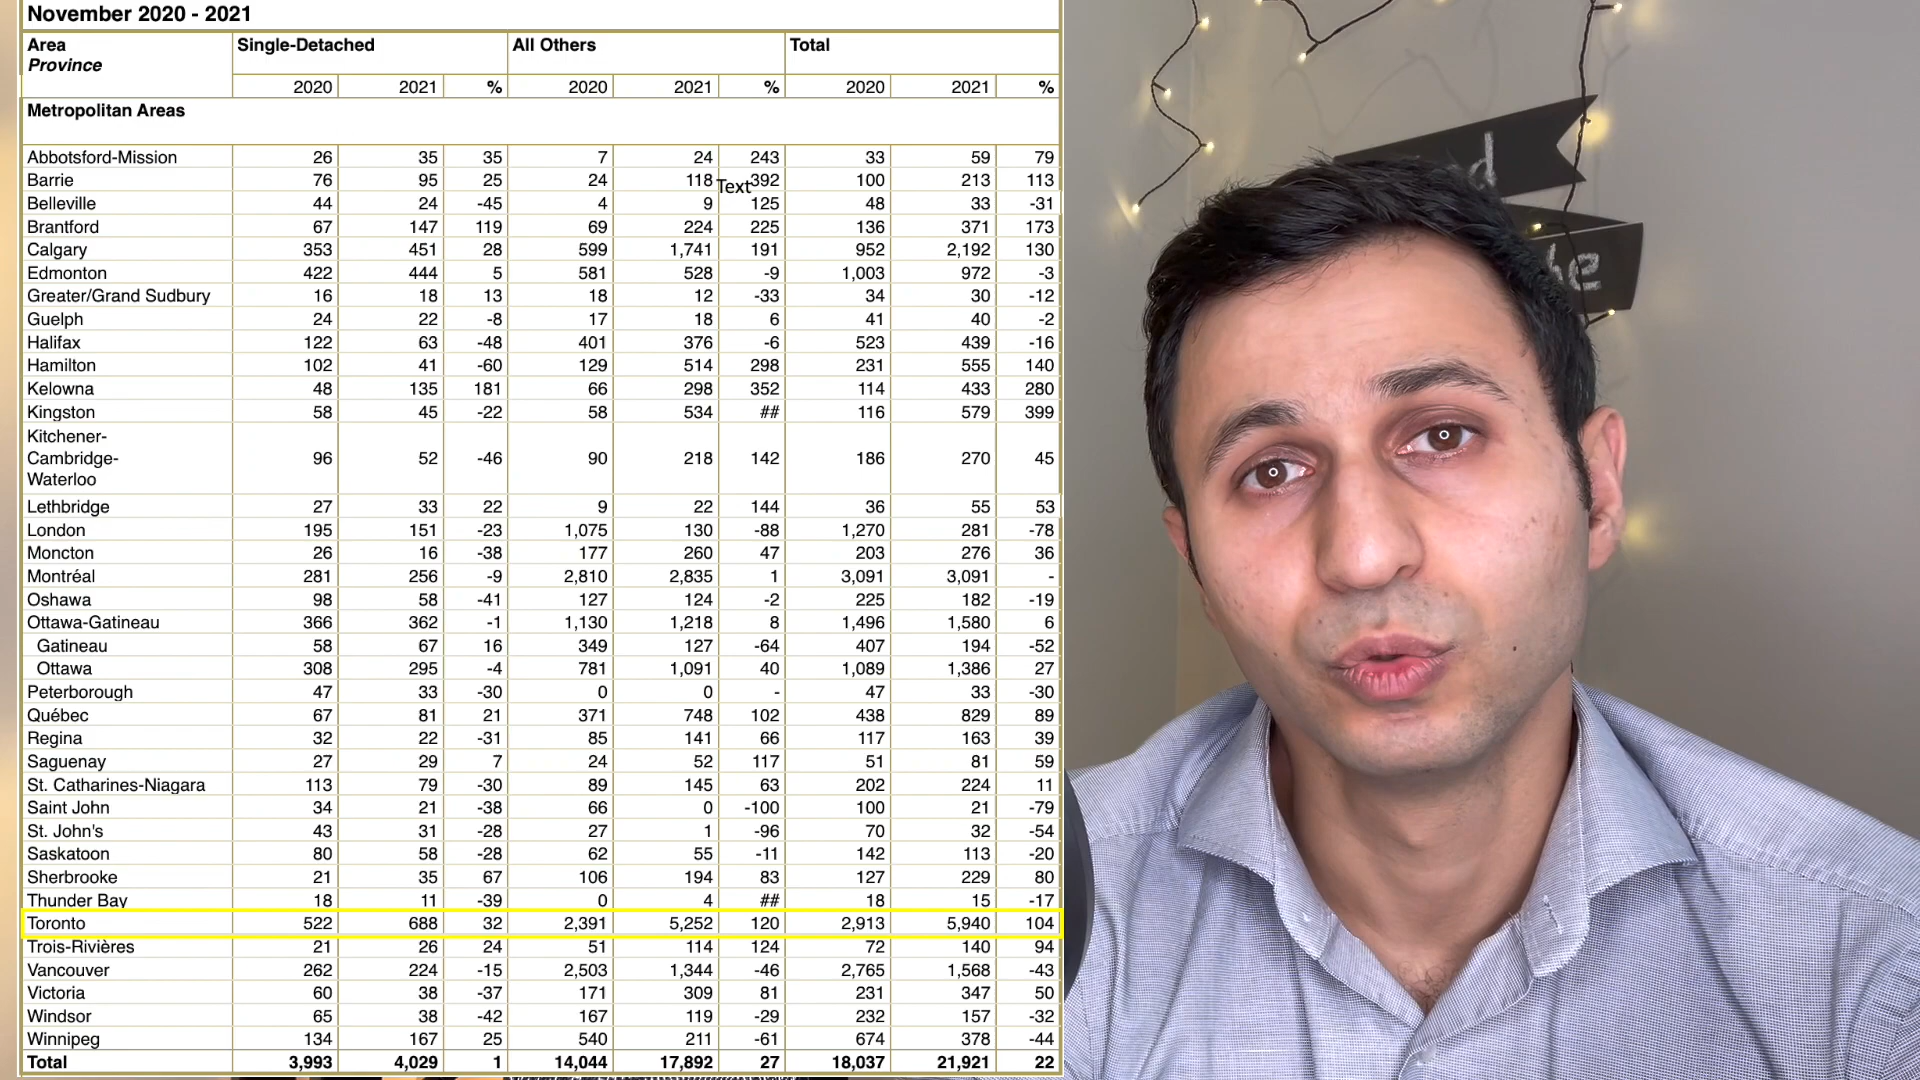 November 2020 - 2021
Area Single-Detached All Others Total
Province
2020 2021 % 2020 2021 % 2020 2021 %
Metropolitan Areas
Abbotsford-Mission 26 35 35 7 24 243 33 59 79
Barrie 76 95 25 24 118 392 100 213 113
Text
Belleville 44 24 -45 4 9 125 48 33 -31
Brantford 67 147 119 69 224 225 136 371 173
Calgary 353 451 28 599 1,741 191 952 2,192 130
Edmonton 422 444 5 581 528 -9 1,003 972 -3
Greater/Grand Sudbury 16 18 13 18 12 -33 34 30 -12
Guelph 24 22 -8 17 18 6 41 40 -2
Halifax 122 63 -48 401 376 -6 523 439 -16
Hamilton 102 41 -60 129 514 298 231 555 140
Kelowna 48 135 181 66 298 352 114 433 280
Kingston 58 45 -22 58 534 ## 116 579 399
Kitchener-
Cambridge- 96 52 -46 90 218 142 186 270 45
Waterloo
Lethbridge 27 33 22 9 22 144 36 55 53
London 195 151 -23 1,075 130 -88 1,270 281 -78
Moncton 26 16 -38 177 260 47 203 276 36
Montréal 281 256 -9 2,810 2,835 1 3,091 3,091 -
Oshawa 98 58 -41 127 124 -2 225 182 -19
Ottawa-Gatineau 366 362 -1 1,130 1,218 8 1,496 1,580 6
Gatineau 58 67 16 349 127 -64 407 194 -52
Ottawa 308 295 -4 781 1,091 40 1,089 1,386 27
Peterborough 47 33 -30 0 0 - 47 33 -30
Québec 67 81 21 371 748 102 438 829 89
Regina 32 22 -31 85 141 66 117 163 39
Saguenay 27 29 7 24 52 117 51 81 59
St. Catharines-Niagara 113 79 -30 89 145 63 202 224 11
Saint John 34 21 -38 66 0 -100 100 21 -79
St. John's 43 31 -28 27 1 -96 70 32 -54
Saskatoon 80 58 -28 62 55 -11 142 113 -20
Sherbrooke 21 35 67 106 194 83 127 229 80
Thunder Bay 18 11 -39 0 4 ## 18 15 -17
Toronto 522 688 32 2,391 5,252 120 2,913 5,940 104
Trois-Rivières 21 26 24 51 114 124 72 140 94
Vancouver 262 224 -15 2,503 1,344 -46 2,765 1,568 -43
Victoria 60 38 -37 171 309 81 231 347 50
Windsor 65 38 -42 167 119 -29 232 157 -32
Winnipeg 134 167 25 540 211 -61 674 378 -44
Total 3,993 4,029 1 14,044 17,892 27 18,037 21,921 22